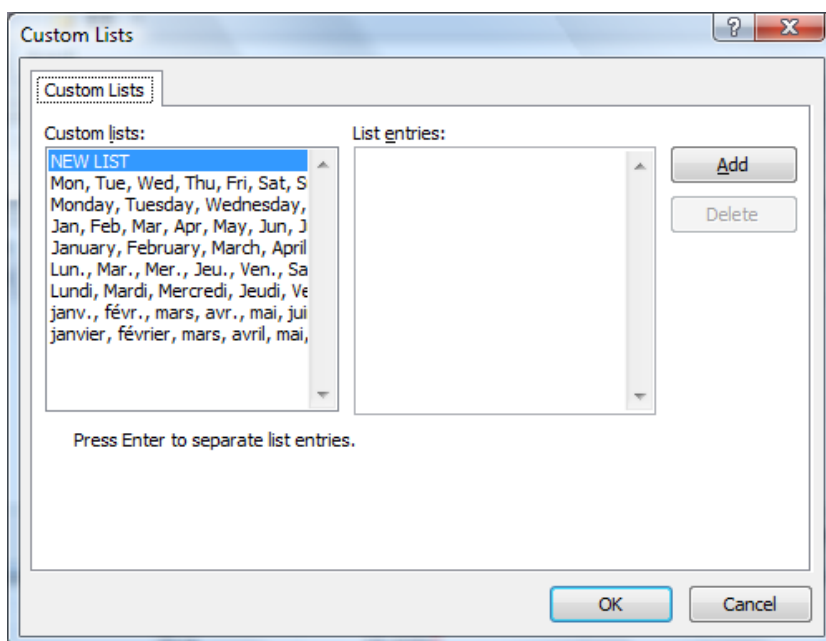 Custom Lists
Custom Lists
Custom lists:
List entries:
NEW LIST
Mon, Tue, Wed, Thu, Fri, Sat, S
Monday, Tuesday, Wednesday,
Jan, Feb, Mar, Apr, May, Jun, J
January, February, March, April
Lun., Mar., Mer., Jeu., Ven., Sa
Lundi, Mardi, Mercredi, Jeudi, Ve
janv., févr., mars, avr., mai, jui
janvier, février, mars, avril, mai,
Add
Delete
Press Enter to separate list entries.
OK
Cancel